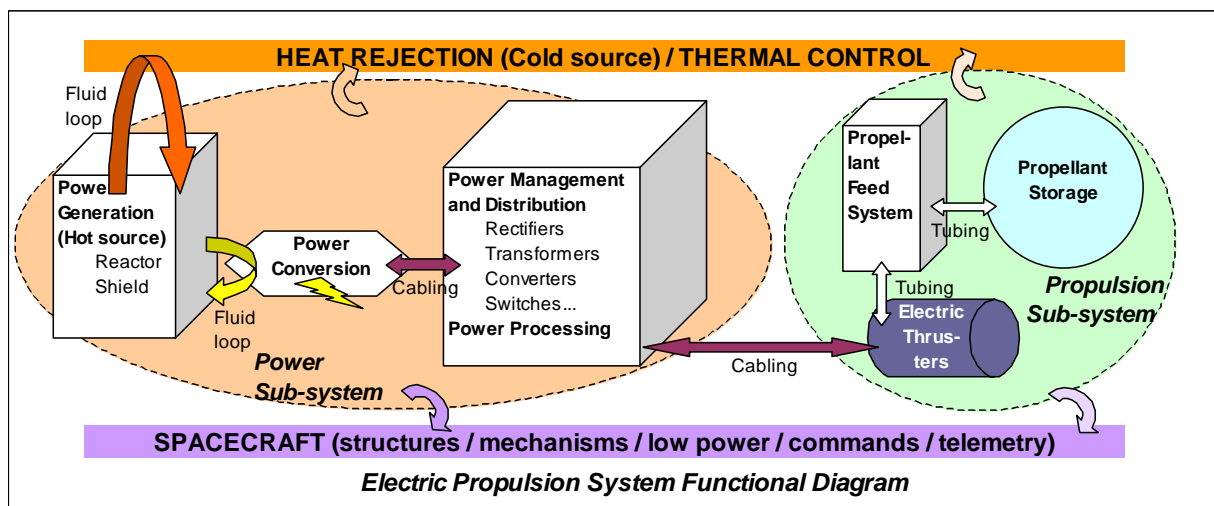 HEAT REJECTION (Cold source) / THERMAL CONTROL
Fluid
loop
Power
Generation
(Hot source)
Reactor
Shield
Fluid
loop
Power
Conversion
Cabling
Power Management
and Distribution
Rectifiers
Transformers
Converters
Switches...
Power Processing
Power
Sub-system
Propel-
lant
Feed
System
Tubing
Propellant
Storage
Tubing
Electric
Thrus-
ters
Propulsion
Sub-system
Cabling
SPACECRAFT (structures / mechanisms / low power / commands / telemetry)
Electric Propulsion System Functional Diagram